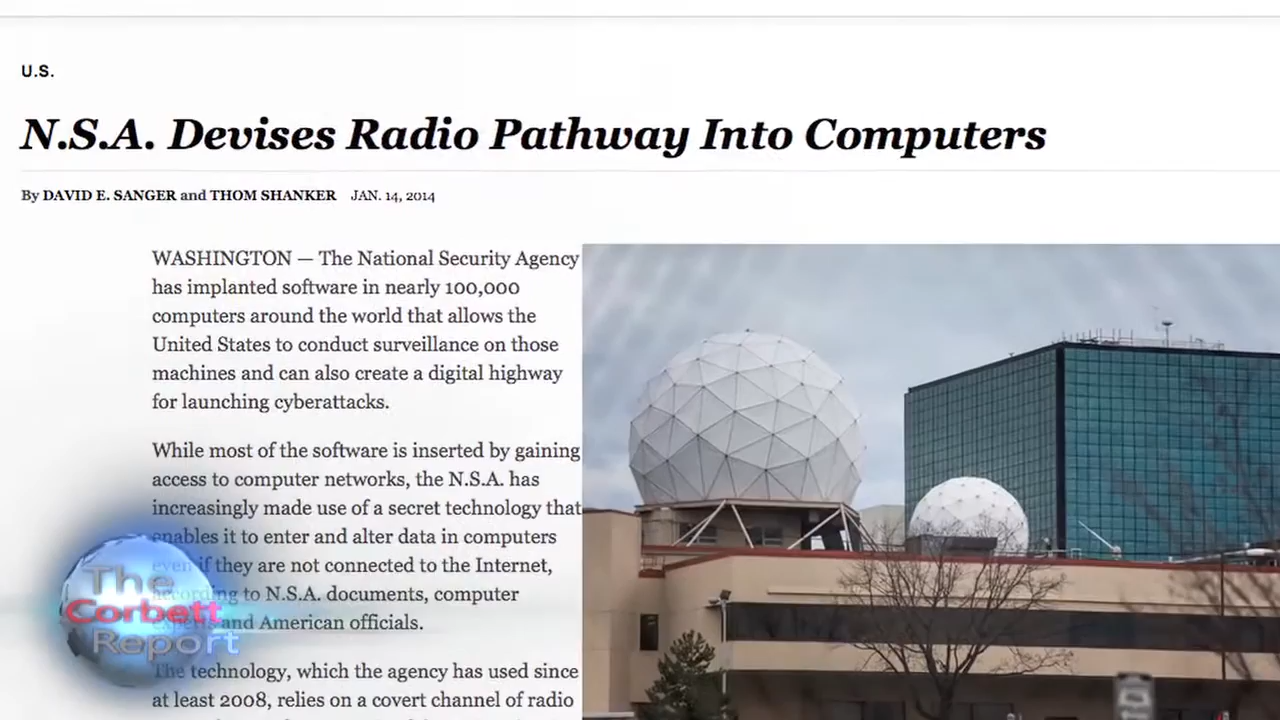 U.S.
N.S.A. Devises Radio Pathway Into Computers
By DAVID E. SANGER and THOM SHANKER JAN. 14, 2014
WASHINGTON — The National Security Agency
has implanted software in nearly 100,000
computers around the world that allows the
United States to conduct surveillance on those
machines and can also create a digital highway
for launching cyberattacks.
While most of the software is inserted by gaining
access to computer networks, the N.S.A. has
increasingly made use of a secret technology that
enables it to enter and alter data in computers
even if they are not connected to the Internet,
according to N.S.A. documents, computer
experts and American officials.
The technology, which the agency has used since
at least 2008, relies on a covert channel of radio
The
Corbett
Report